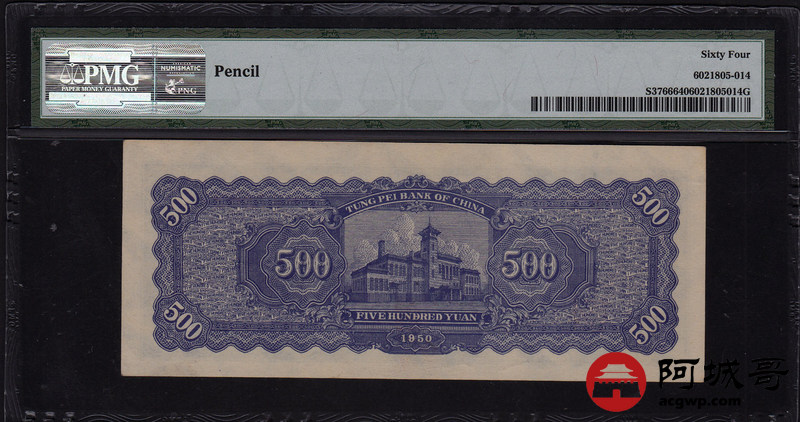 PMG
PAPER MONEY GUARANTY
NUMISMATIC
PNG
Pencil
Sixty Four
6021805-014
S37666406021805014G
500
500
TUNG PEI BANK OF CHINA
500
500
FIVE HUNDRED YUAN
1950
500
500
阿城哥
acgwp.com